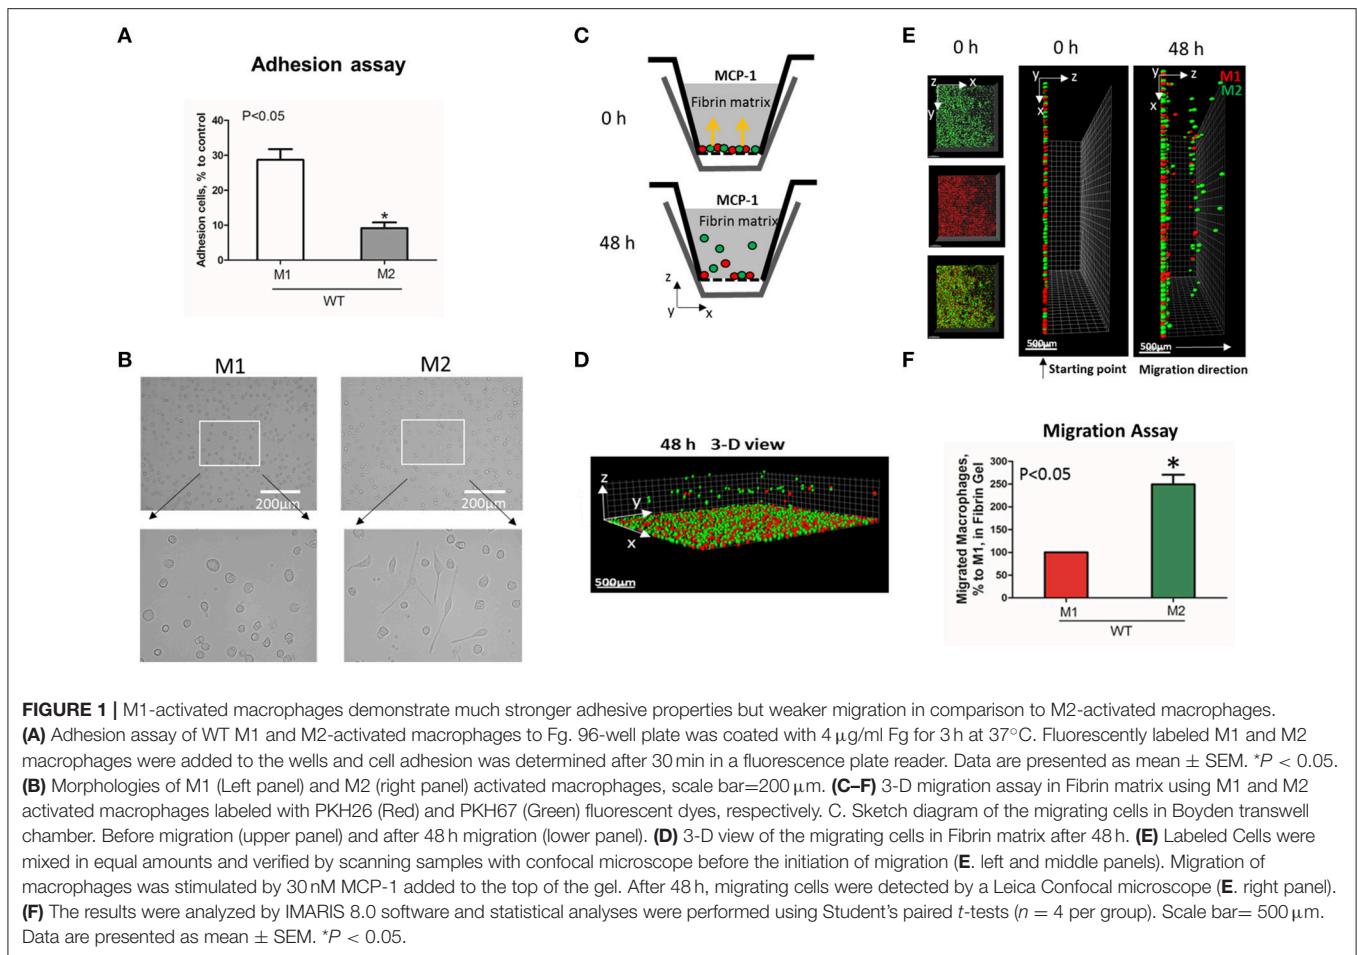 A
Adhesion assay
P<0.05
Adhesion cells, % to control
40
30
20
10
0
*
M1
M2
WT
B
M1
M2
200μm
200μm
C
0 h
MCP-1
Fibrin matrix
48 h
MCP-1
Fibrin matrix
z
y
x
D
48 h 3-D view
z
y
x
500μm
E
0 h
0 h
48 h
z
x
y
y
z
x
y
z
x
M1
M2
500μm
500μm
Starting point
Migration direction
F
Migration Assay
P<0.05
Migrated Macrophages,
% to M1, in Fibrin Gel
300
250
200
150
100
50
0
*
M1
M2
WT
FIGURE 1 | M1-activated macrophages demonstrate much stronger adhesive properties but weaker migration in comparison to M2-activated macrophages.
(A) Adhesion assay of WT M1 and M2-activated macrophages to Fg. 96-well plate was coated with 4 μg/ml Fg for 3 h at 37°C. Fluorescently labeled M1 and M2
macrophages were added to the wells and cell adhesion was determined after 30 min in a fluorescence plate reader. Data are presented as mean ± SEM. *P < 0.05.
(B) Morphologies of M1 (Left panel) and M2 (right panel) activated macrophages, scale bar=200 μm. (C–F) 3-D migration assay in Fibrin matrix using M1 and M2
activated macrophages labeled with PKH26 (Red) and PKH67 (Green) fluorescent dyes, respectively. C. Sketch diagram of the migrating cells in Boyden transwell
chamber. Before migration (upper panel) and after 48 h migration (lower panel). (D) 3-D view of the migrating cells in Fibrin matrix after 48 h. (E) Labeled Cells were
mixed in equal amounts and verified by scanning samples with confocal microscope before the initiation of migration (E. left and middle panels). Migration of
macrophages was stimulated by 30 nM MCP-1 added to the top of the gel. After 48 h, migrating cells were detected by a Leica Confocal microscope (E. right panel).
(F) The results were analyzed by IMARIS 8.0 software and statistical analyses were performed using Student's paired t-tests (n = 4 per group). Scale bar= 500 μm.
Data are presented as mean ± SEM. *P < 0.05.